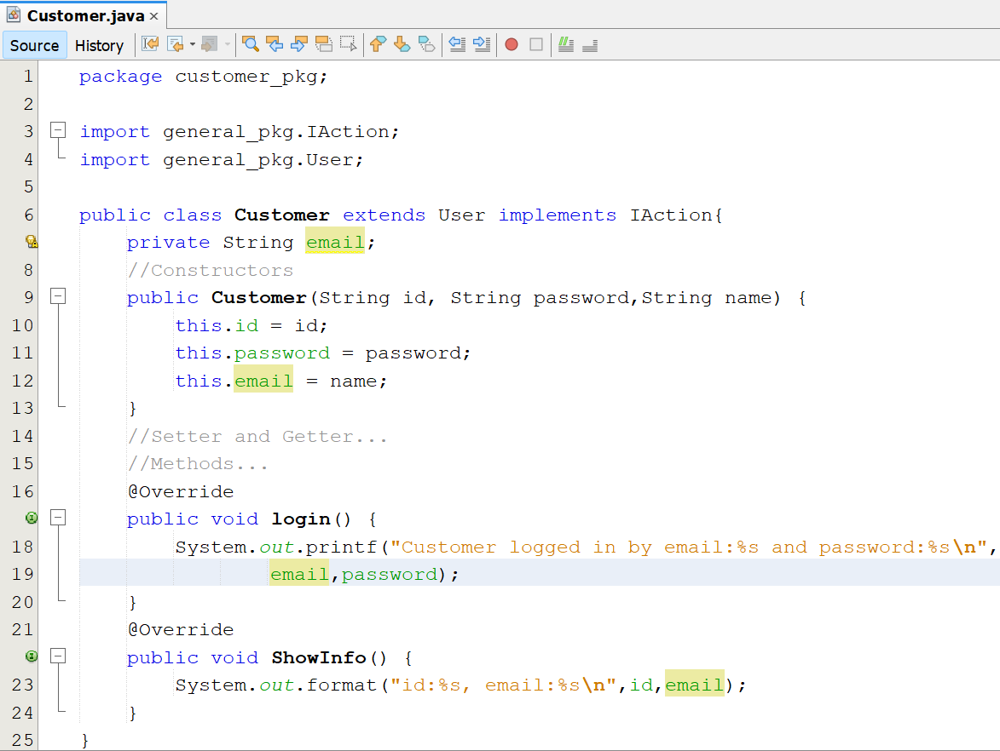 Customer.java ×
Source History
1 package customer_pkg;
2
3 import general_pkg.IAction;
4 import general_pkg.User;
5
6 public class Customer extends User implements IAction{
private String email;
8 //Constructors
9 public Customer(String id, String password,String name) {
10 this.id = id;
11 this.password = password;
12 this.email = name;
13 }
14 //Setter and Getter...
15 //Methods...
16 @Override
public void login() {
18 System.out.printf("Customer logged in by email:%s and password:%s\n",
19 email,password);
20 }
21 @Override
public void ShowInfo() {
23 System.out.format("id:%s, email:%s\n",id,email);
24 }
25 }